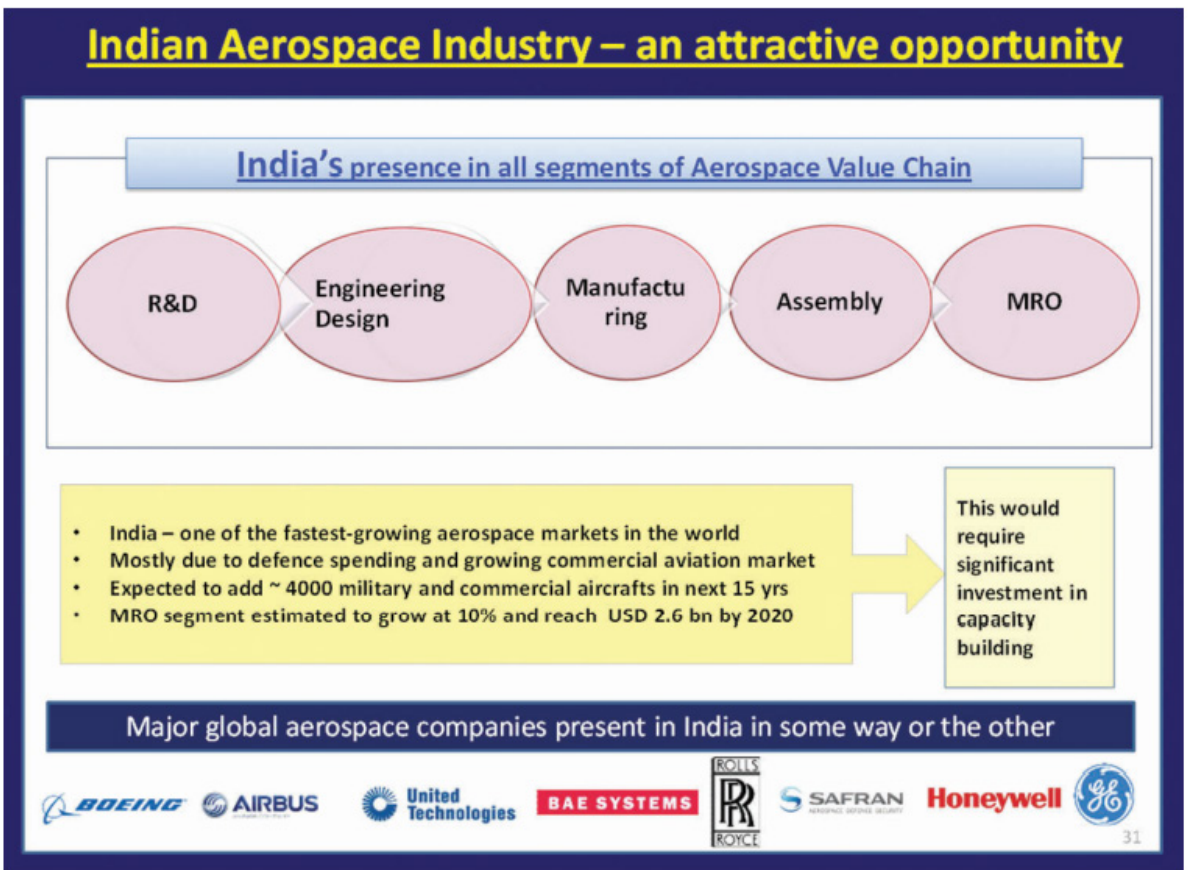 Indian Aerospace Industry – an attractive opportunity
India's presence in all segments of Aerospace Value Chain
R&D
Engineering
Design
Manufactu
ring
Assembly
MRO
• India – one of the fastest-growing aerospace markets in the world
• Mostly due to defence spending and growing commercial aviation market
• Expected to add ~ 4000 military and commercial aircrafts in next 15 yrs
• MRO segment estimated to grow at 10% and reach USD 2.6 bn by 2020
This would
require
significant
investment in
capacity
building
Major global aerospace companies present in India in some way or the other
BOEING
AIRBUS
United
Technologies
BAE SYSTEMS
ROLLS
RR
ROYCE
SAFRAN
AEROSPACE DEFENCE SECURITY
Honeywell
GE
31